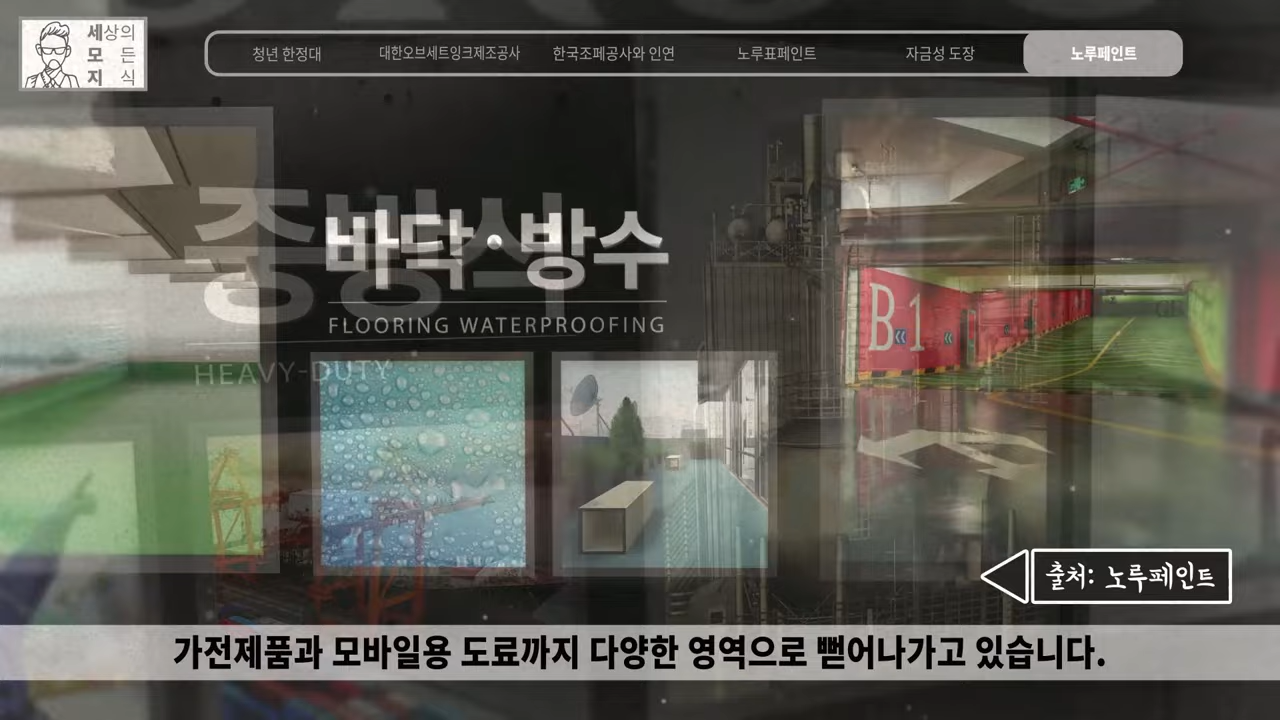 세상의
모든
지식
청년 한정대
대한오브세트잉크제조공사
한국조폐공사와 인연
노루표페인트
자금성 도장
노루페인트
중방식
바닥·방수
FLOORING WATERPROOFING
HEAVY-DUTY
B1
출처: 노루페인트
가전제품과 모바일용 도료까지 다양한 영역으로 뻗어나가고 있습니다.